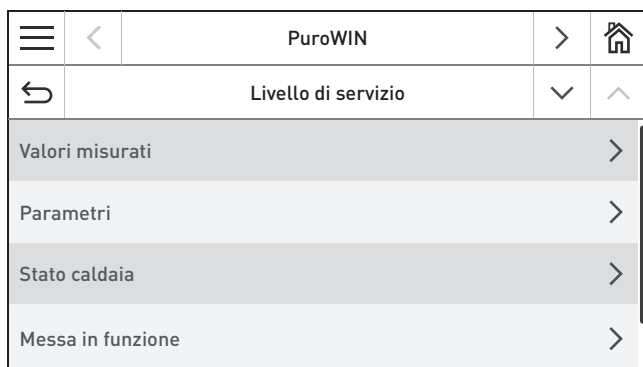 PuroWIN
Livello di servizio
Valori misurati
Parametri
Stato caldaia
Messa in funzione